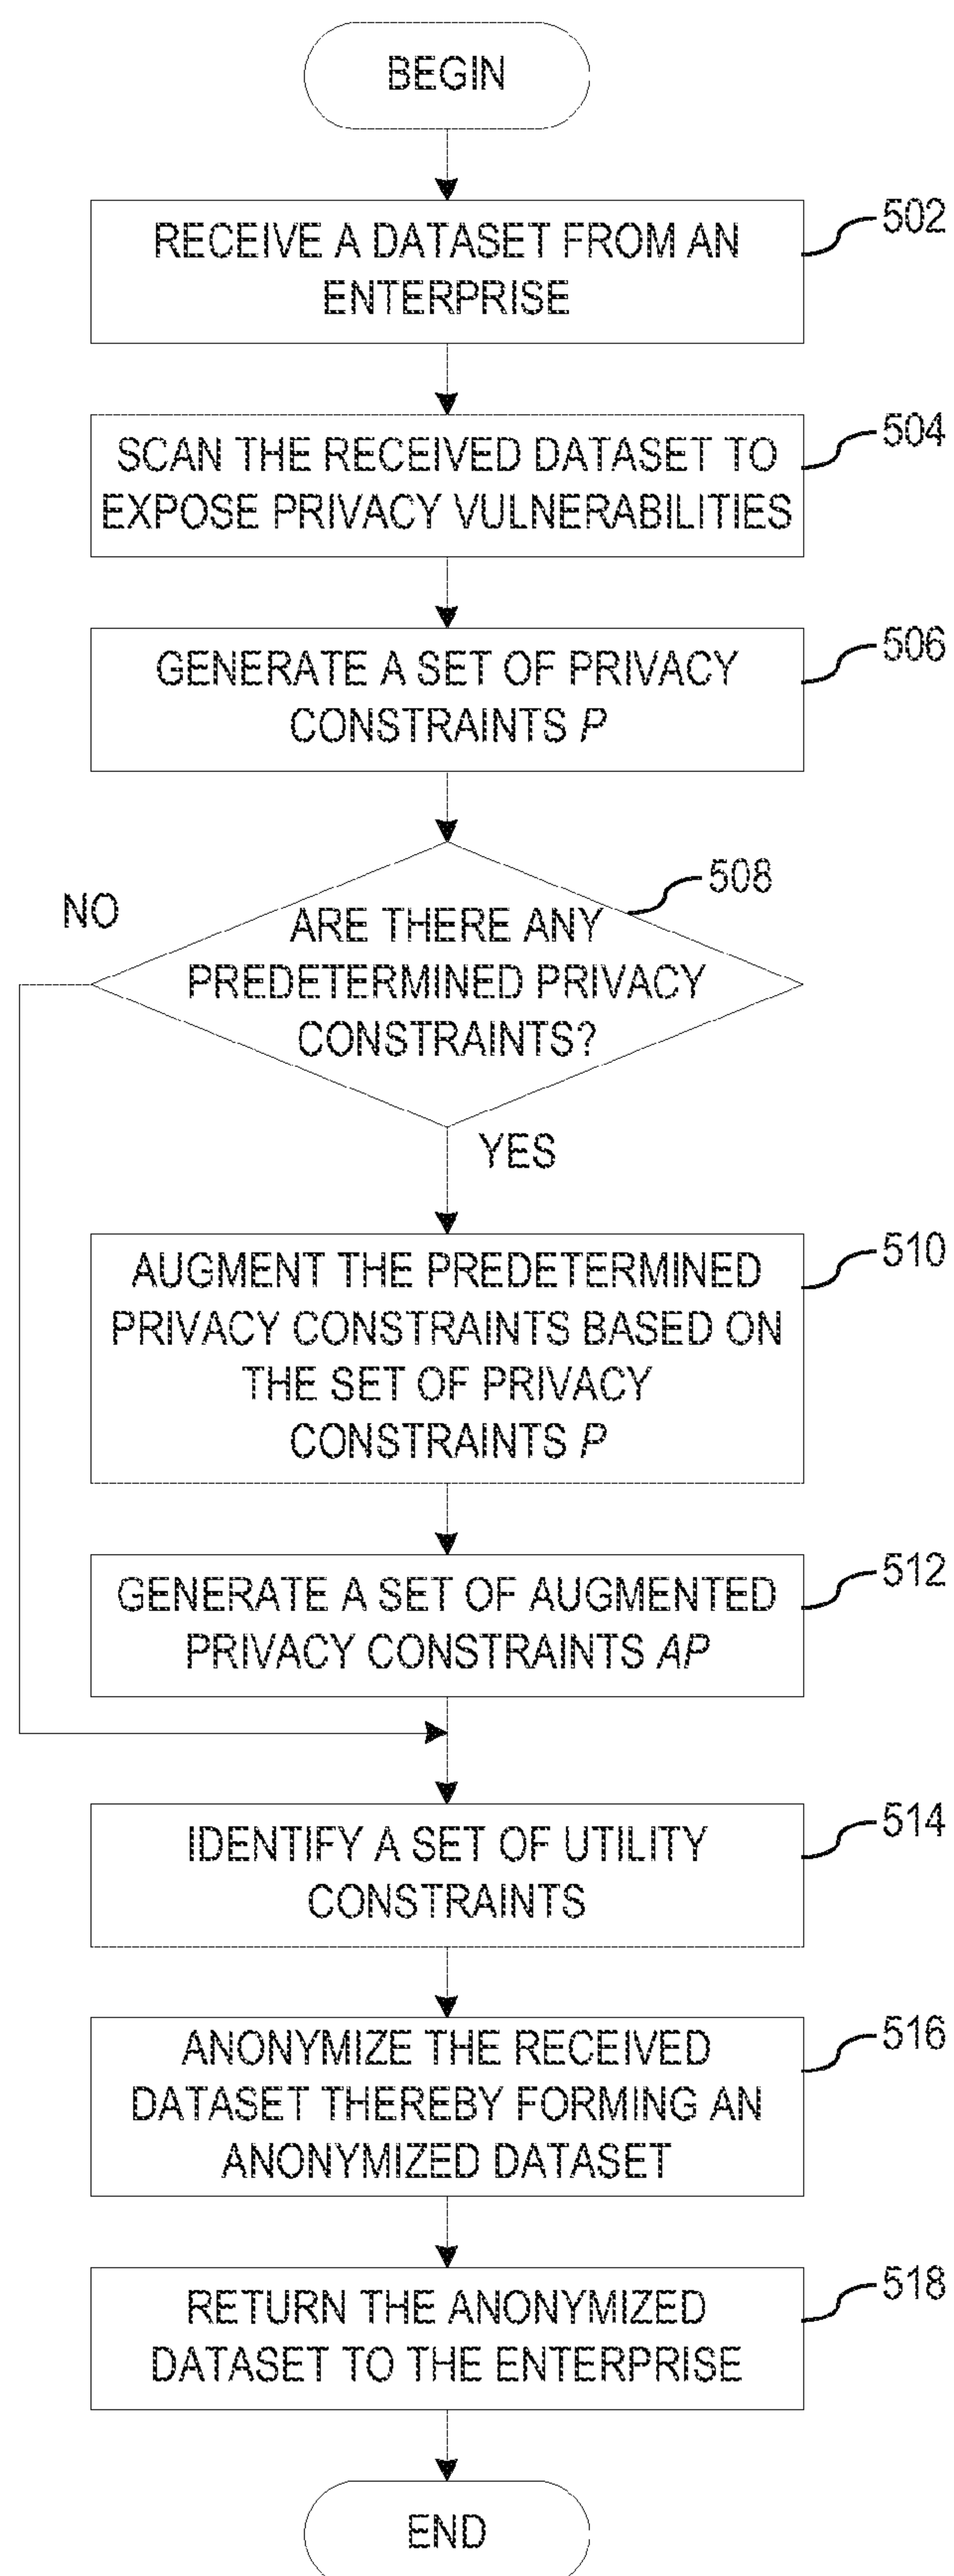 BEGIN
RECEIVE A DATASET FROM AN
ENTERPRISE
502
SCAN THE RECEIVED DATASET TO
EXPOSE PRIVACY VULNERABILITIES
504
GENERATE A SET OF PRIVACY
CONSTRAINTS P
506
508
NO
ARE THERE ANY
PREDETERMINED PRIVACY
CONSTRAINTS?
YES
AUGMENT THE PREDETERMINED
PRIVACY CONSTRAINTS BASED ON
THE SET OF PRIVACY
CONSTRAINTS P
510
GENERATE A SET OF AUGMENTED
PRIVACY CONSTRAINTS AP
512
IDENTIFY A SET OF UTILITY
CONSTRAINTS
514
ANONYMIZE THE RECEIVED
DATASET THEREBY FORMING AN
ANONYMIZED DATASET
516
RETURN THE ANONYMIZED
DATASET TO THE ENTERPRISE
518
END